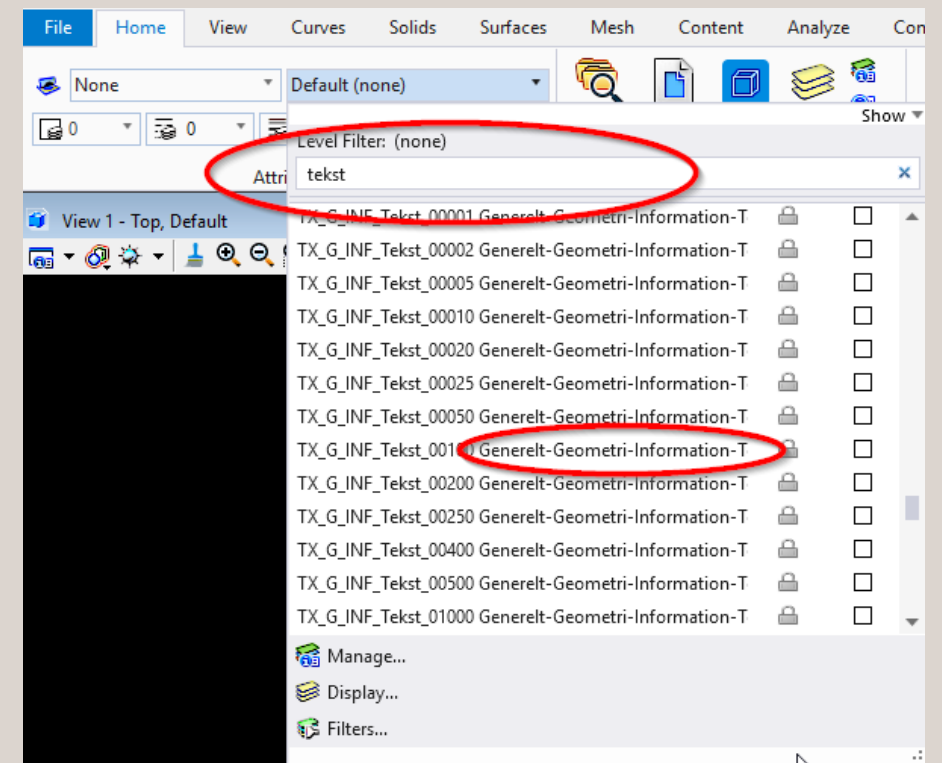 File Home View Curves Solids Surfaces Mesh Content Analyze Con
None Default (none)
0 0
Show
Level Filter: (none)
Attri tekst
View 1 - Top, Default
TX_G_INF_Tekst_00001 Generelt-Geometri-Information-T
TX_G_INF_Tekst_00002 Generelt-Geometri-Information-T
TX_G_INF_Tekst_00005 Generelt-Geometri-Information-T
TX_G_INF_Tekst_00010 Generelt-Geometri-Information-T
TX_G_INF_Tekst_00020 Generelt-Geometri-Information-T
TX_G_INF_Tekst_00025 Generelt-Geometri-Information-T
TX_G_INF_Tekst_00050 Generelt-Geometri-Information-T
TX_G_INF_Tekst_00100 Generelt-Geometri-Information-T
TX_G_INF_Tekst_00200 Generelt-Geometri-Information-T
TX_G_INF_Tekst_00250 Generelt-Geometri-Information-T
TX_G_INF_Tekst_00400 Generelt-Geometri-Information-T
TX_G_INF_Tekst_00500 Generelt-Geometri-Information-T
TX_G_INF_Tekst_01000 Generelt-Geometri-Information-T
Manage...
Display...
Filters...